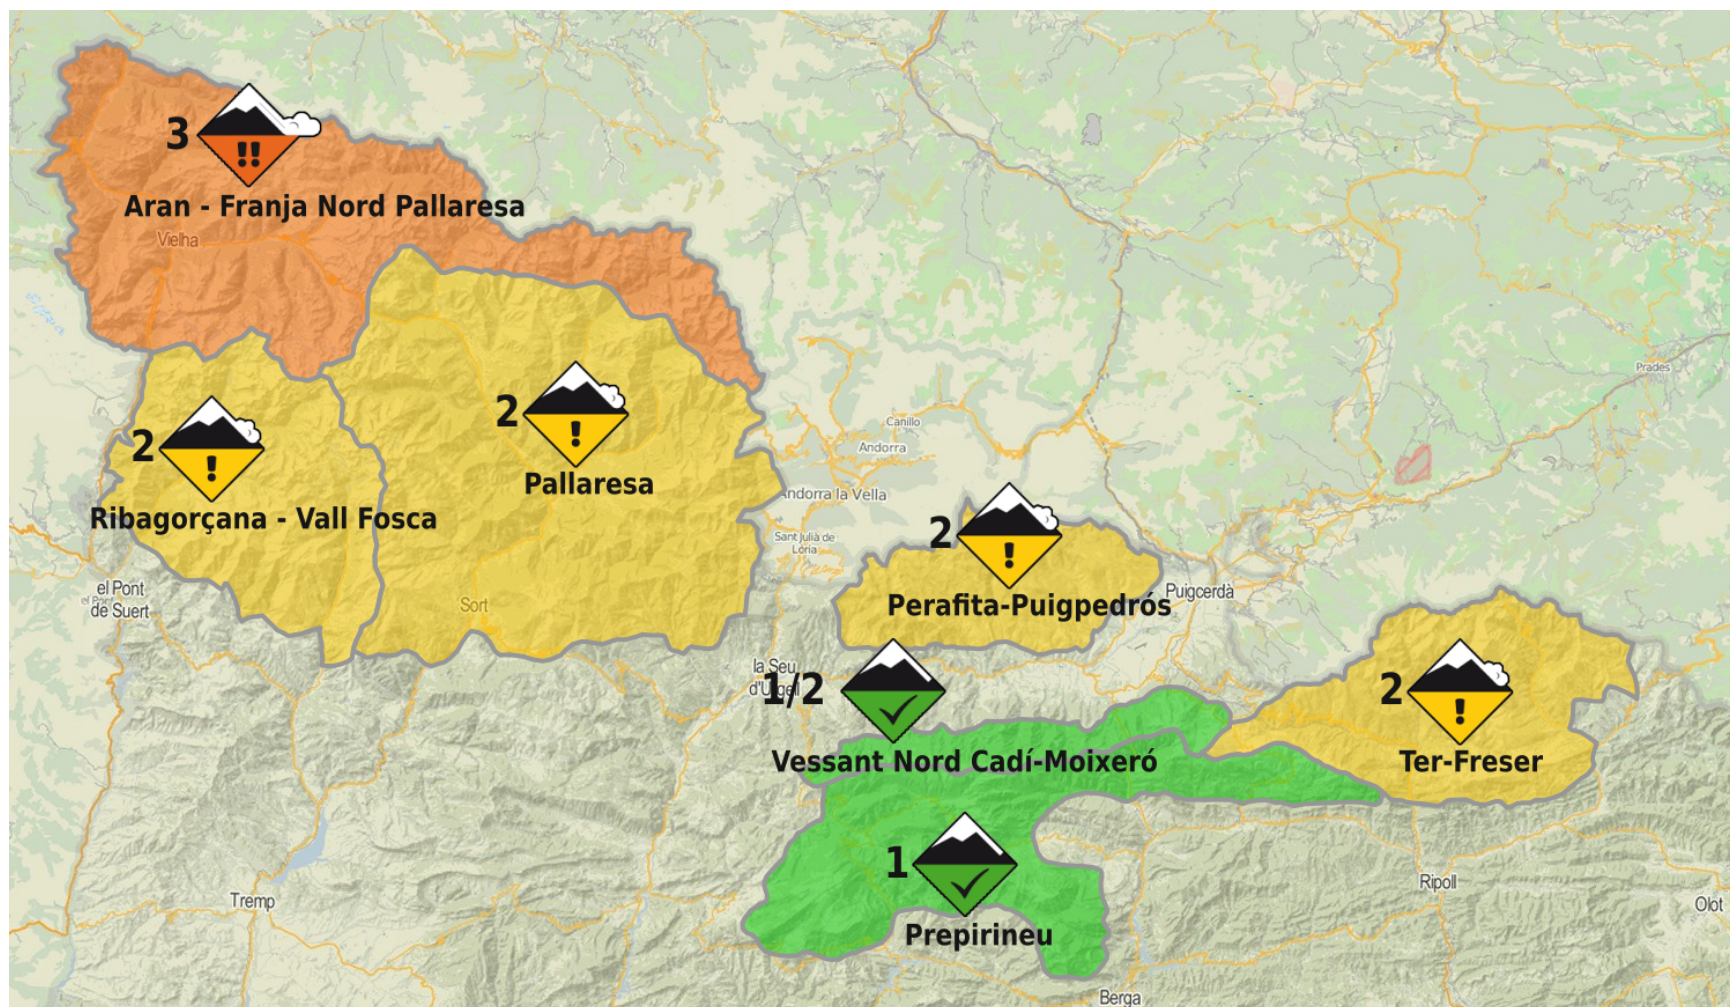 3
!!
Aran - Franja Nord Pallaresa
Vielha
Prades
2
!
Pallaresa
2
!
Ribagorçana - Vall Fosca
Canillo
Andorra
Andorra la Vella
Sant Julià de
Lòria
2
!
Perafita-Puigpedrós
Puigcerdà
el Pont
de Suert
Sort
la Seu
d'Urgell
1/2
Vessant Nord Cadí-Moixeró
2
!
Ter-Freser
1
Prepirineu
Tremp
Ripoll
Olot
Berga